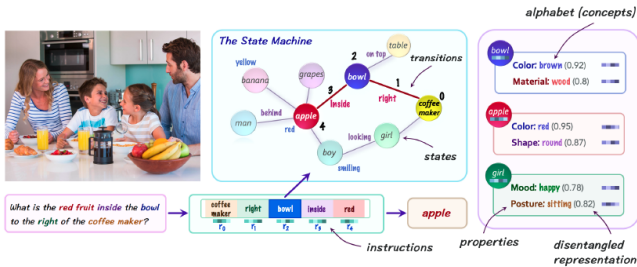 alphabet (concepts)
The State Machine
table
on top
2
bowl
transitions
yellow
banana
grapes
3
inside
1
right
0
coffee
maker
behind
man
red
apple
4
looking
girl
boy
smiling
states
bowl
Color: brown (0.92)
Material: wood (0.8)
apple
Color: red (0.95)
Shape: round (0.87)
girl
Mood: happy (0.78)
Posture: sitting (0.82)
What is the red fruit inside the bowl
to the right of the coffee maker?
coffee
maker
right
bowl
inside
red
r0
r1
r2
r3
r4
apple
instructions
properties
disentangled
representation